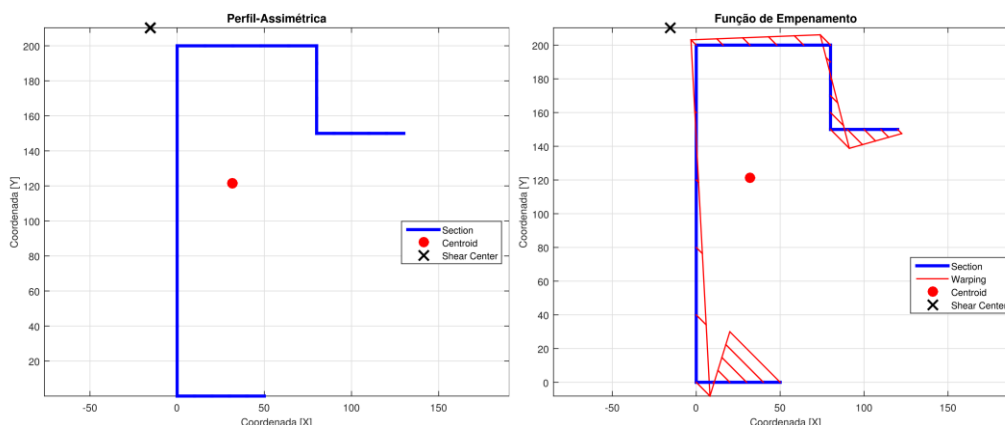 Perfil-Assimétrica
200
180
160
140
120
100
80
60
40
20
Coordenada [Y]
-50
0
50
100
150
Coordenada [X]
Section
Centroid
Shear Center
Função de Empenamento
200
180
160
140
120
100
80
60
40
20
0
Coordenada [Y]
-50
0
50
100
150
Coordenada [X]
Section
Warping
Centroid
Shear Center